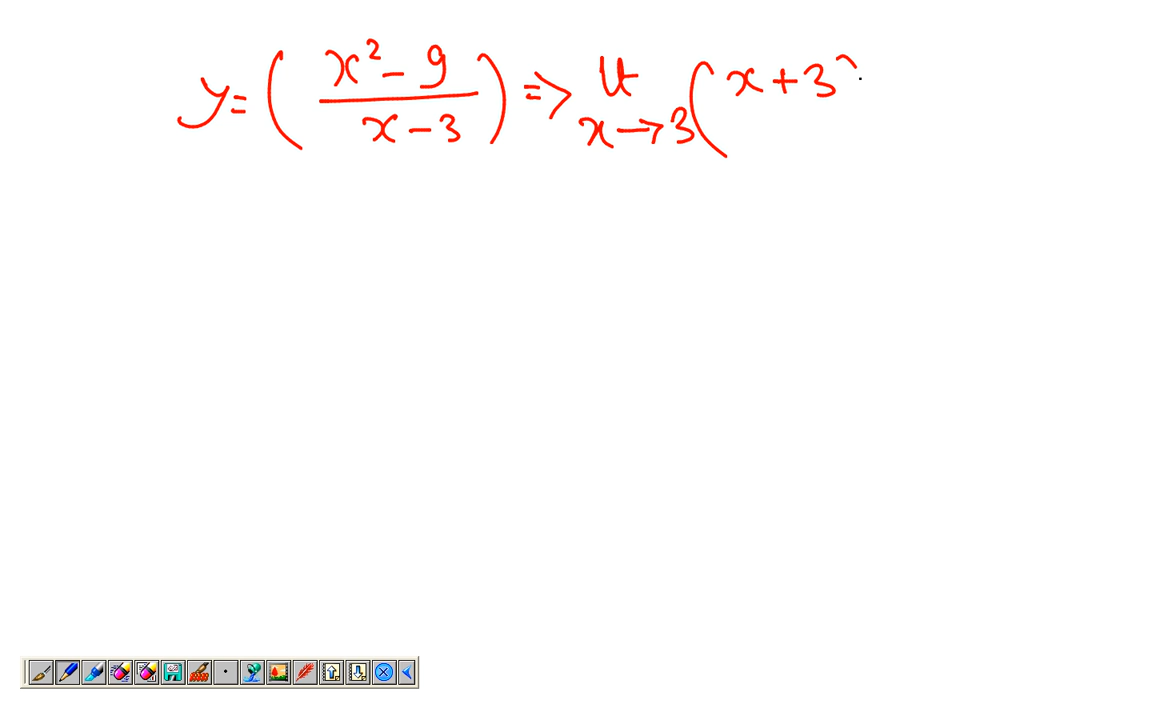 y = ( x² - 9 / x - 3 ) ⇒ lt x→3 ( x + 3